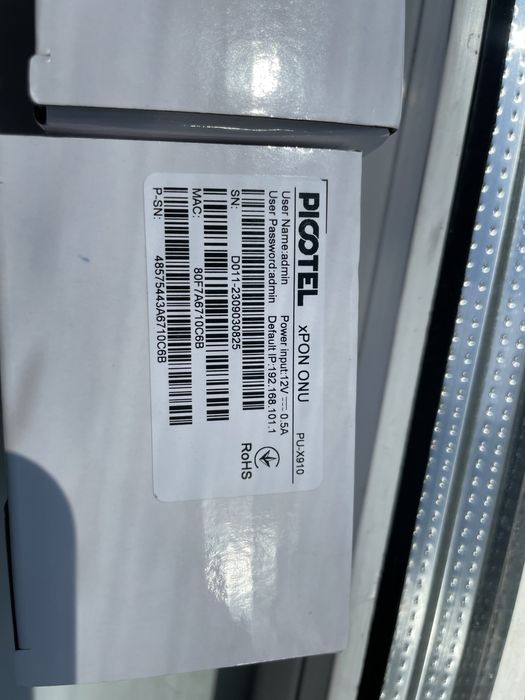 PICOTEL xPON ONU PU-X910
User Name:admin Power input:12V ⎓ 0.5A
User Password:admin Default IP:192.168.101.1
SN: D011-2309030825
MAC: 80F7A6710C6B
P-SN: 48575443A6710C6B
RoHS